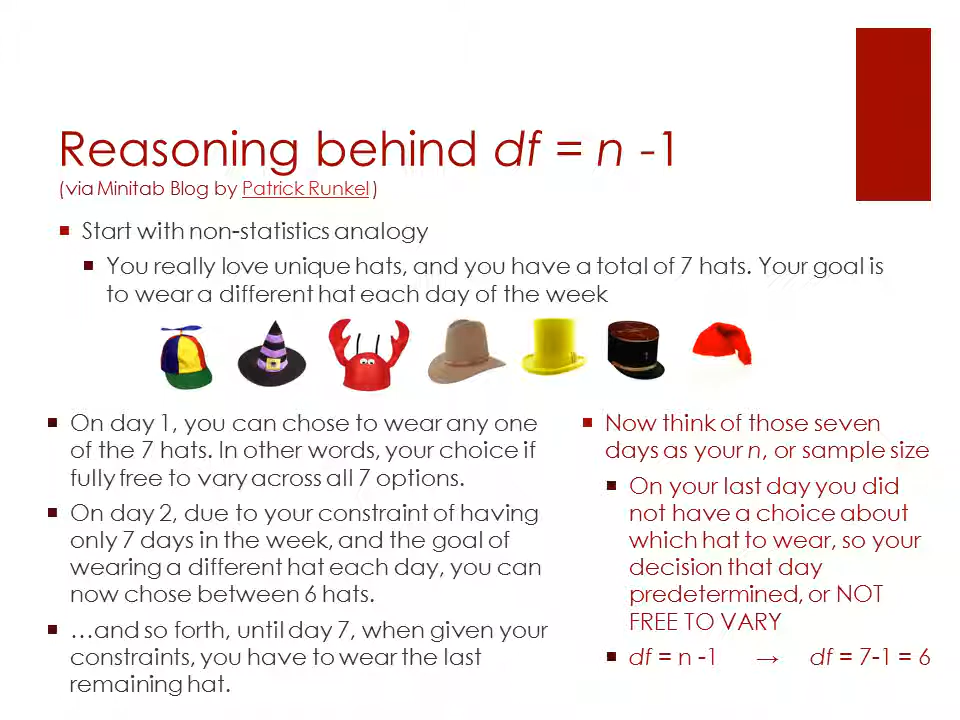 Reasoning behind df = n -1
(via Minitab Blog by Patrick Runkel)
Start with non-statistics analogy
You really love unique hats, and you have a total of 7 hats. Your goal is
to wear a different hat each day of the week
On day 1, you can chose to wear any one
of the 7 hats. In other words, your choice if
fully free to vary across all 7 options.
On day 2, due to your constraint of having
only 7 days in the week, and the goal of
wearing a different hat each day, you can
now chose between 6 hats.
…and so forth, until day 7, when given your
constraints, you have to wear the last
remaining hat.
Now think of those seven
days as your n, or sample size
On your last day you did
not have a choice about
which hat to wear, so your
decision that day
predetermined, or NOT
FREE TO VARY
df = n -1 → df = 7-1 = 6